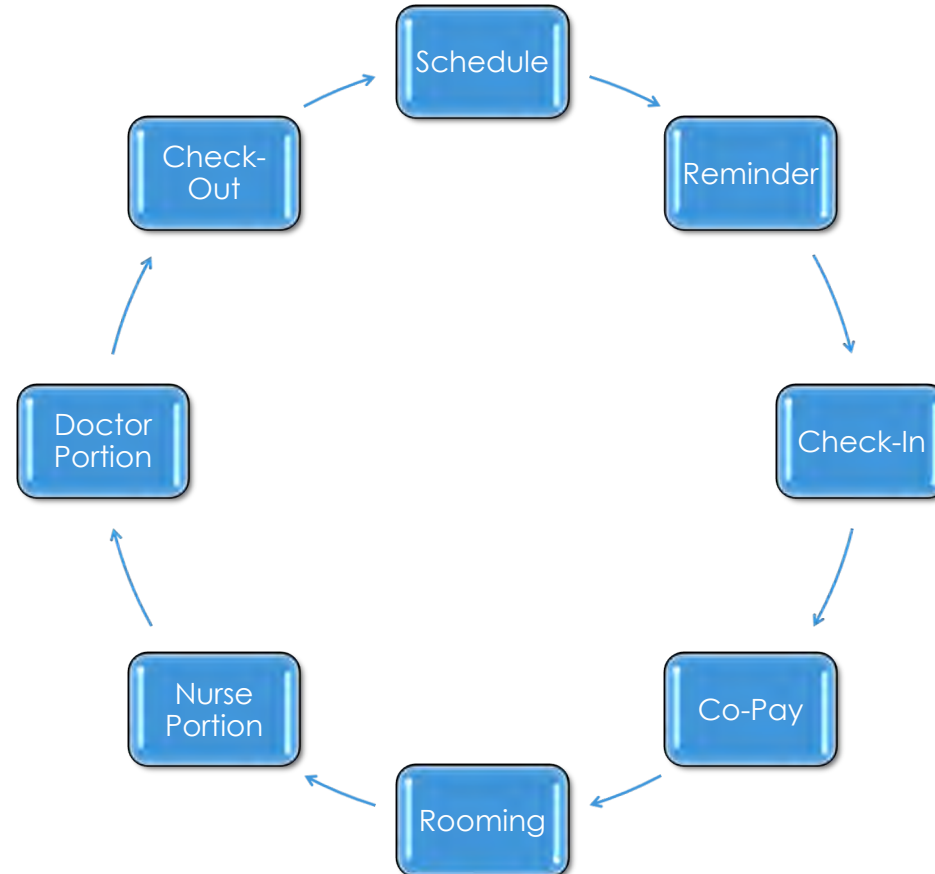 Schedule
Reminder
Check-In
Co-Pay
Rooming
Nurse
Portion
Doctor
Portion
Check-
Out